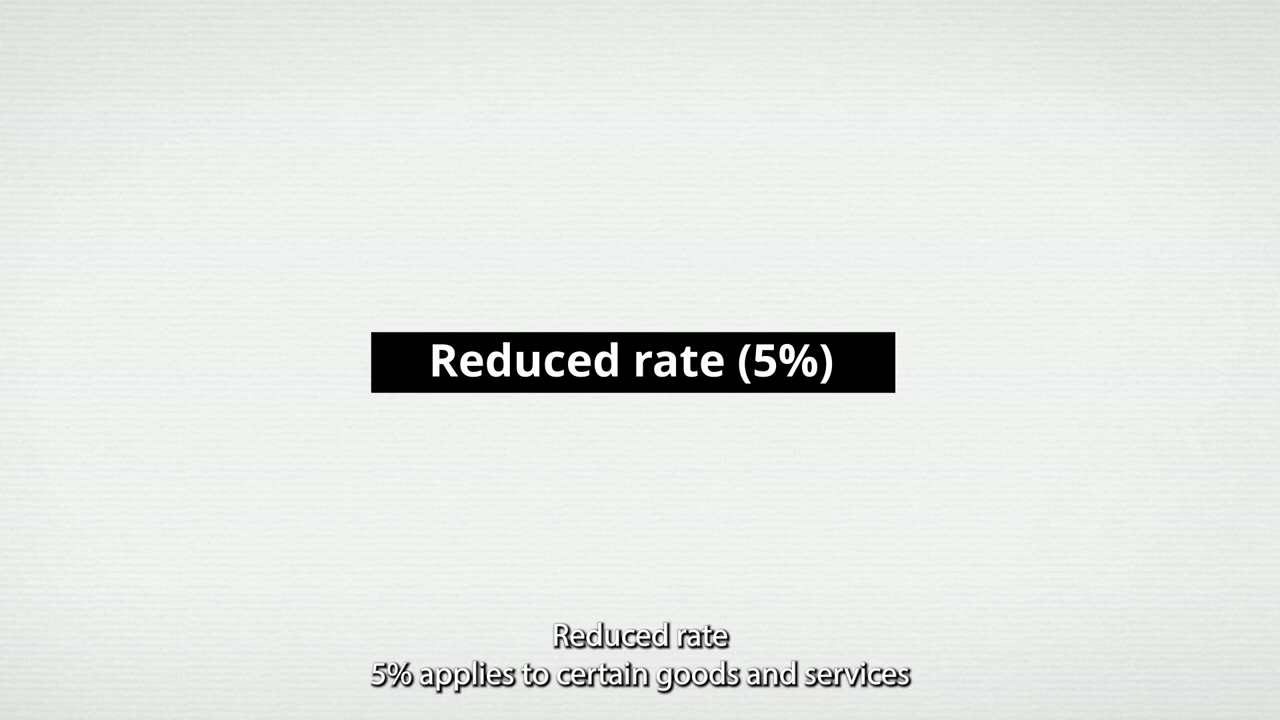 Reduced rate (5%)
Reduced rate
5% applies to certain goods and services